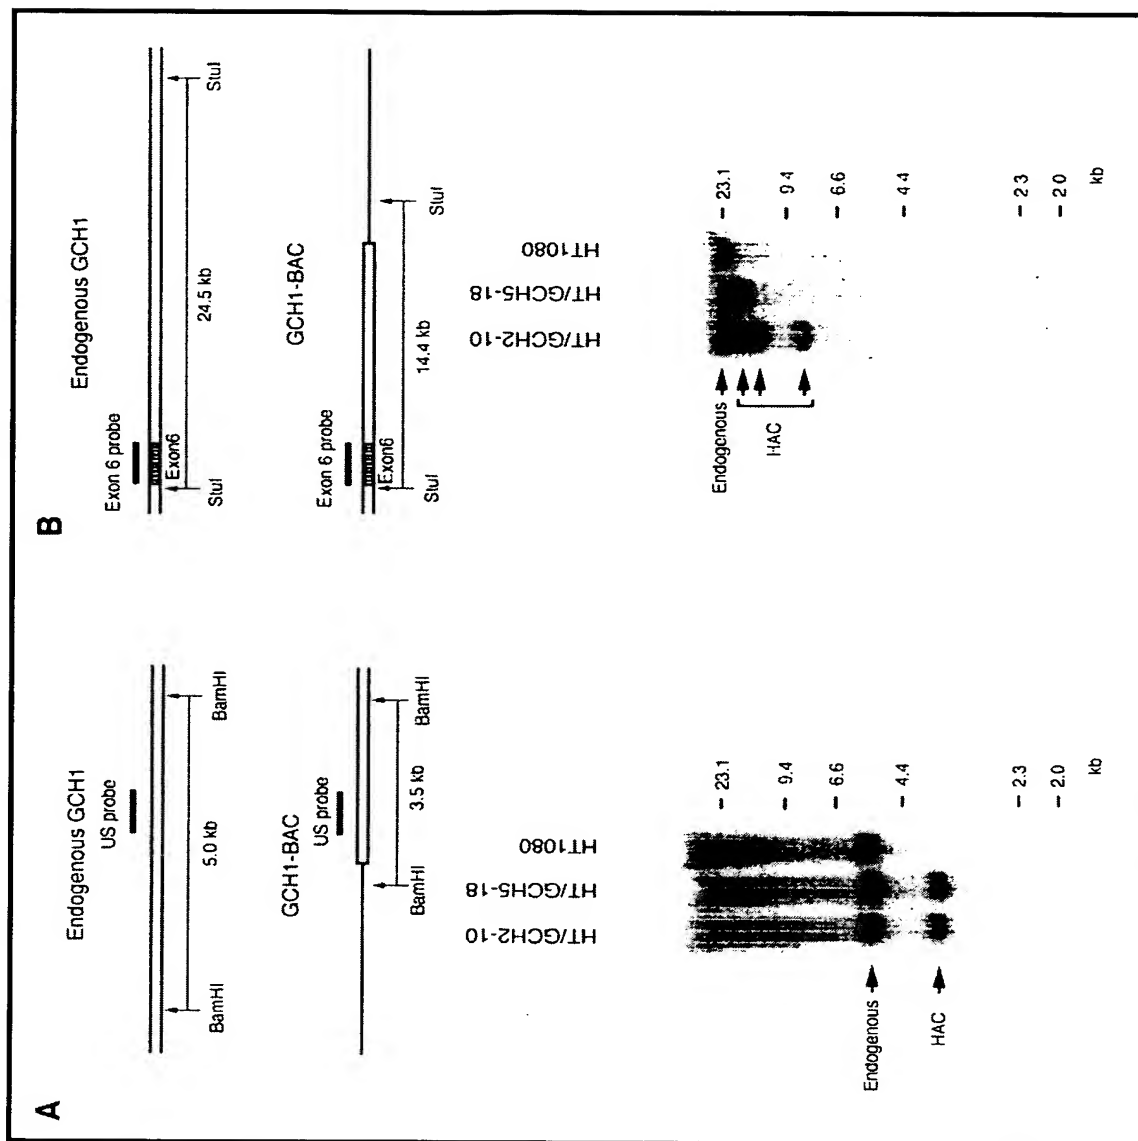 A
Endogenous GCH1
US probe
BamHI
BamHI
5.0 kb
GCH1-BAC
US probe
BamHI
BamHI
3.5 kb
HT/GCH2-10
HT/GCH5-18
HT1080
Endogenous
HAC
23.1
9.4
6.6
4.4
2.3
2.0
kb
B
Endogenous GCH1
Exon 6 probe
Exon6
StuI
StuI
24.5 kb
GCH1-BAC
Exon 6 probe
Exon6
StuI
StuI
14.4 kb
HT/GCH2-10
HT/GCH5-18
HT1080
Endogenous
HAC
23.1
9 4
6.6
4.4
2 3
2 0
kb